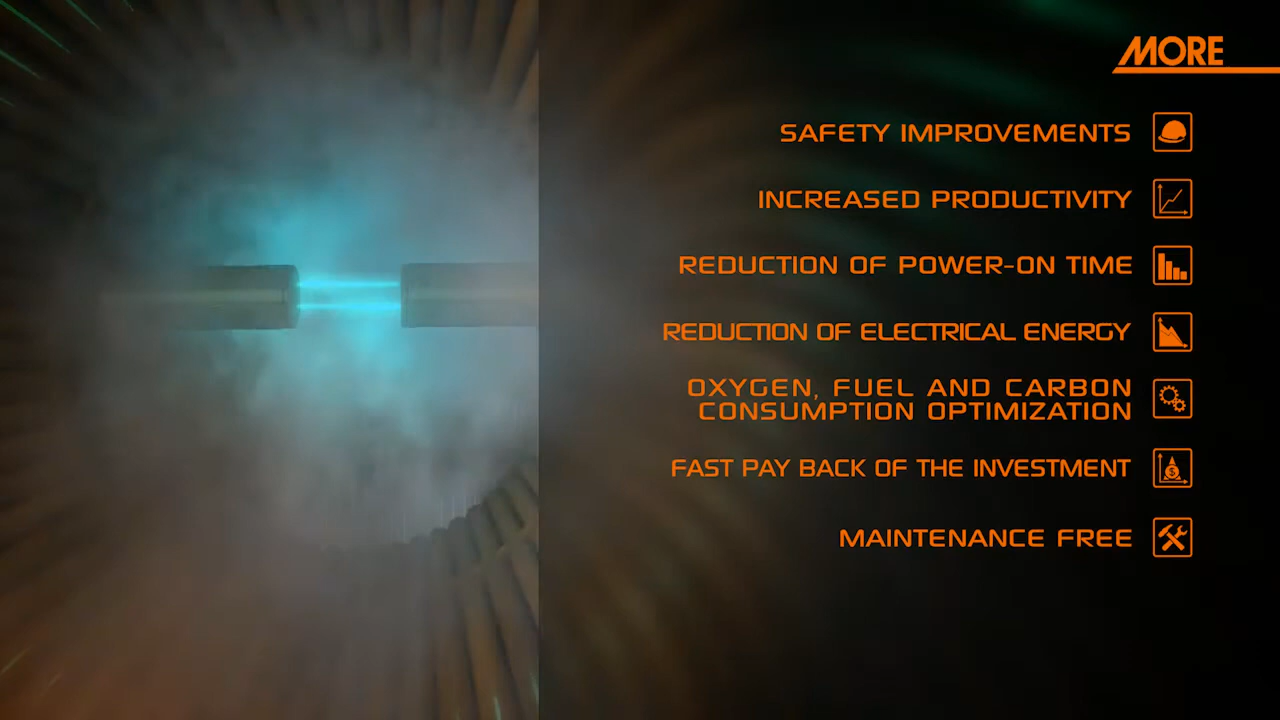 MORE
SAFETY IMPROVEMENTS
INCREASED PRODUCTIVITY
REDUCTION OF POWER-ON TIME
REDUCTION OF ELECTRICAL ENERGY
OXYGEN, FUEL AND CARBON
CONSUMPTION OPTIMIZATION
FAST PAY BACK OF THE INVESTMENT
MAINTENANCE FREE